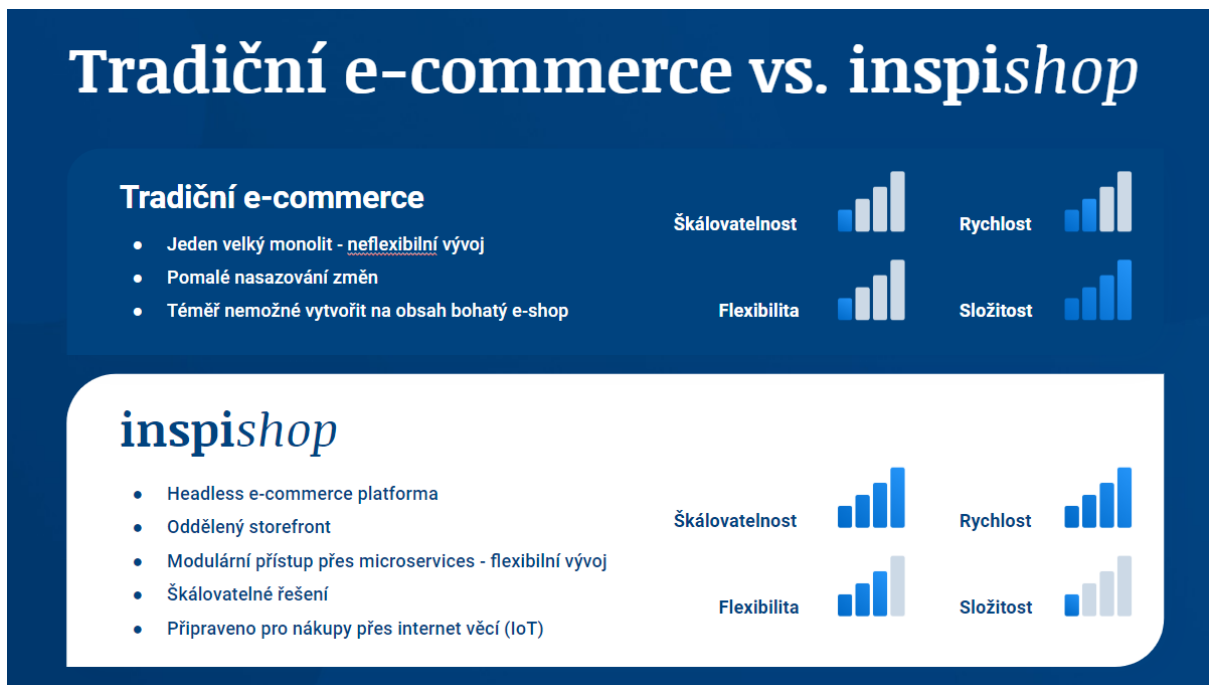 Tradiční e-commerce vs. inspishop
Tradiční e-commerce
● Jeden velký monolit - neflexibilní vývoj
● Pomalé nasazování změn
● Téměř nemožné vytvořit na obsah bohatý e-shop
Škálovatelnost
Rychlost
Flexibilita
Složitost
inspishop
● Headless e-commerce platforma
● Oddělený storefront
● Modulární přístup přes microservices - flexibilní vývoj
● Škálovatelné řešení
● Připraveno pro nákupy přes internet věcí (IoT)
Škálovatelnost
Rychlost
Flexibilita
Složitost